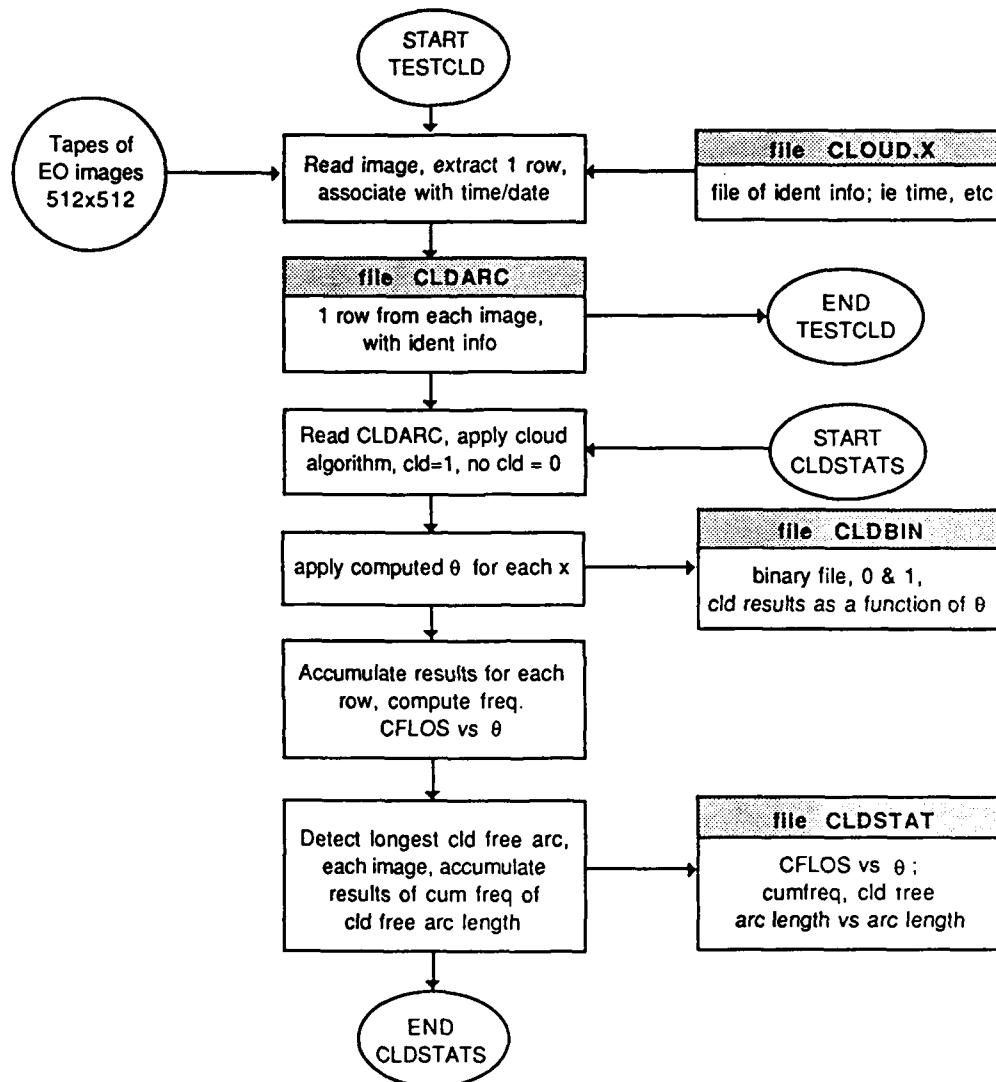 START
TESTCLD
Tapes of
EO images
512x512
Read image, extract 1 row,
associate with time/date
file CLOUD.X
file of ident info; ie time, etc
file CLDARC
1 row from each image,
with ident info
END
TESTCLD
Read CLDARC, apply cloud
algorithm, cld=1, no cld = 0
START
CLDSTATS
apply computed θ for each x
file CLDBIN
binary file, 0 & 1,
cld results as a function of θ
Accumulate results for each
row, compute freq.
CFLOS vs θ
Detect longest cld free arc,
each image, accumulate
results of cum freq of
cld free arc length
file CLDSTAT
CFLOS vs θ ;
cumfreq, cld free
arc length vs arc length
END
CLDSTATS